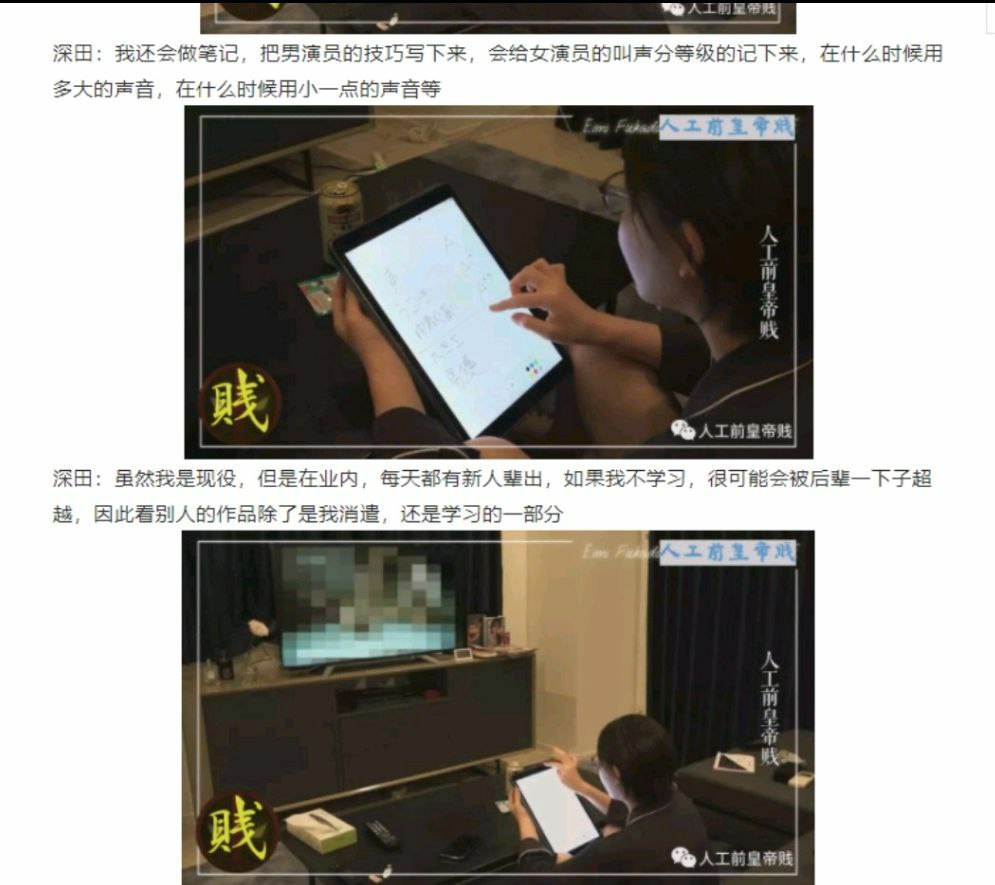 人工前皇帝贱
深田：我还会做笔记，把男演员的技巧写下来，会给女演员的叫声分等级的记下来，在什么时候用
多大的声音，在什么时候用小一点的声音等
Eimi Fukada
人工前皇帝贱
人工前皇帝贱
贱
人工前皇帝贱
深田：虽然我是现役，但是在业内，每天都有新人辈出，如果我不学习，很可能会被后辈一下子超
越，因此看别人的作品除了是我消遣，还是学习的一部分
Eimi Fukada
人工前皇帝贱
人工前皇帝贱
贱
人工前皇帝贱